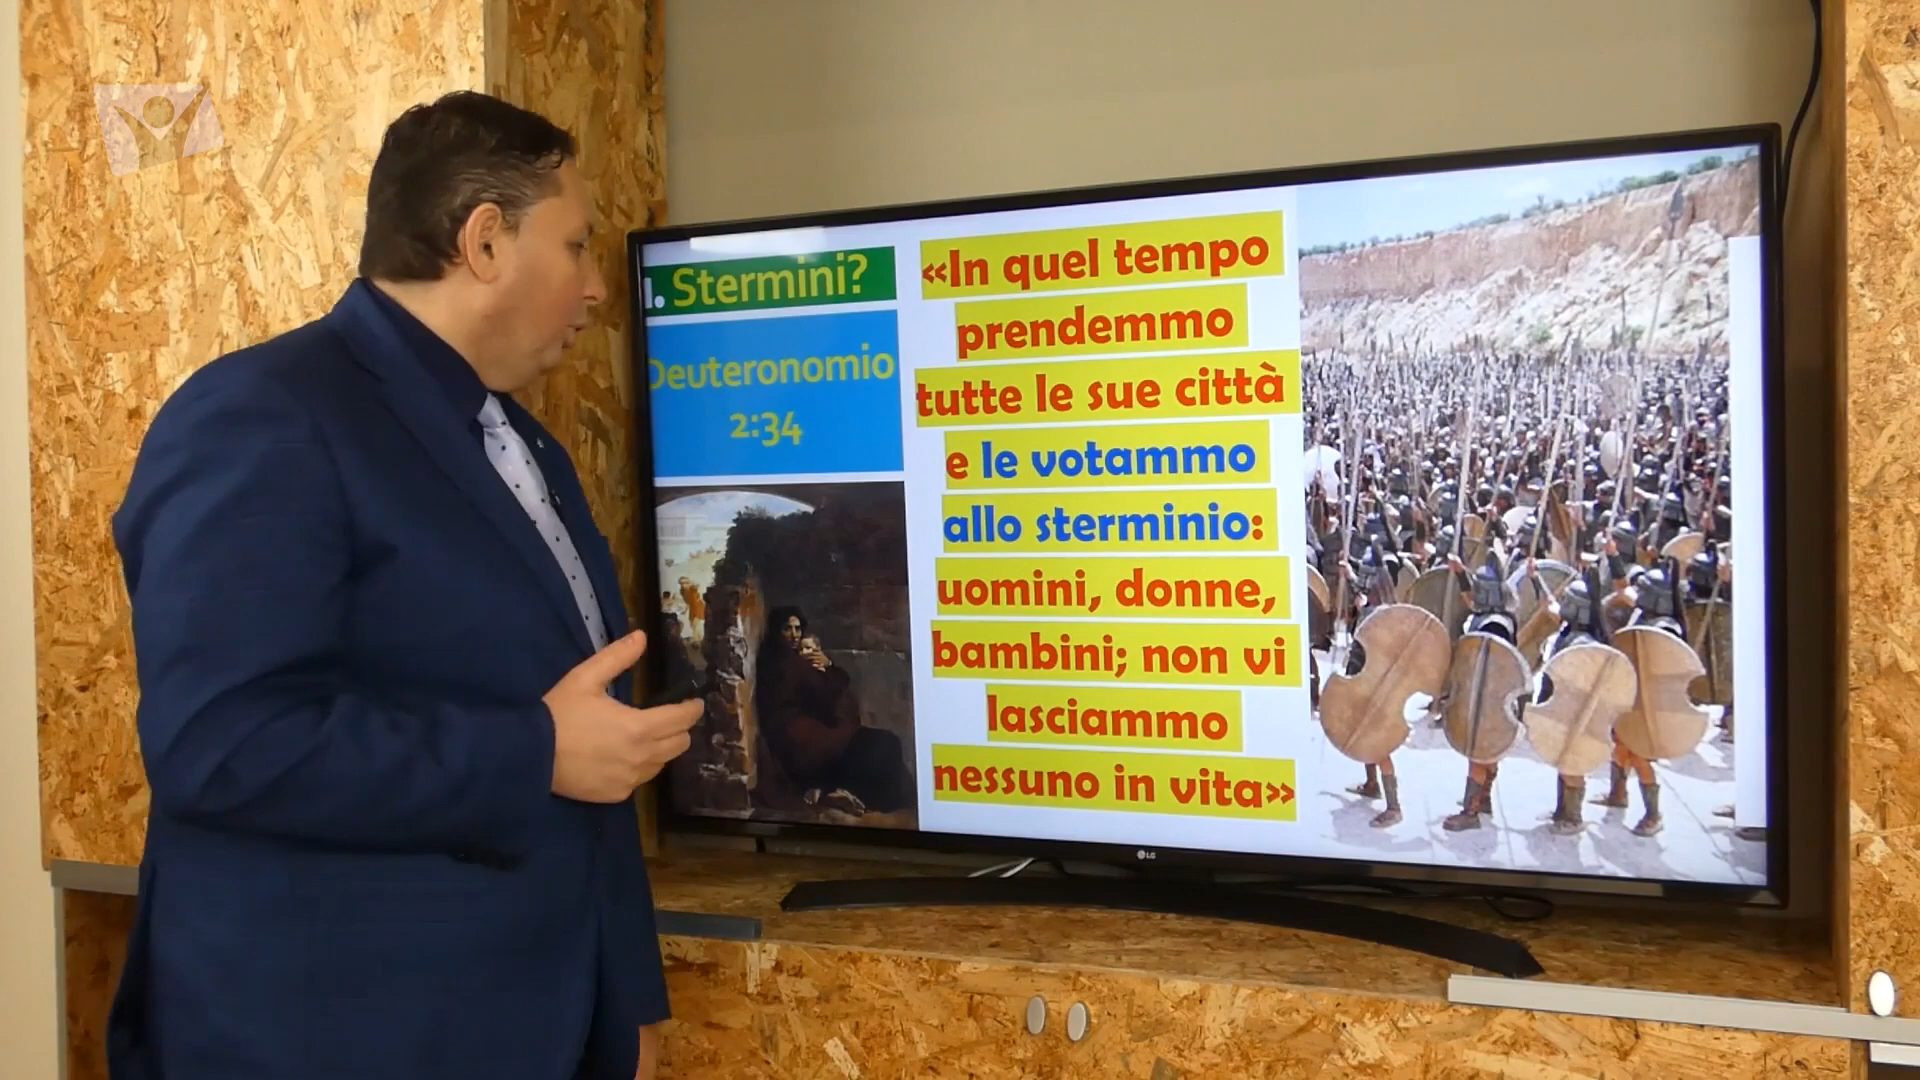 I. Stermini?
Deuteronomio
2:34
«In quel tempo
prendemmo
tutte le sue città
e le votammo
allo sterminio:
uomini, donne,
bambini; non vi
lasciammo
nessuno in vita»
LG